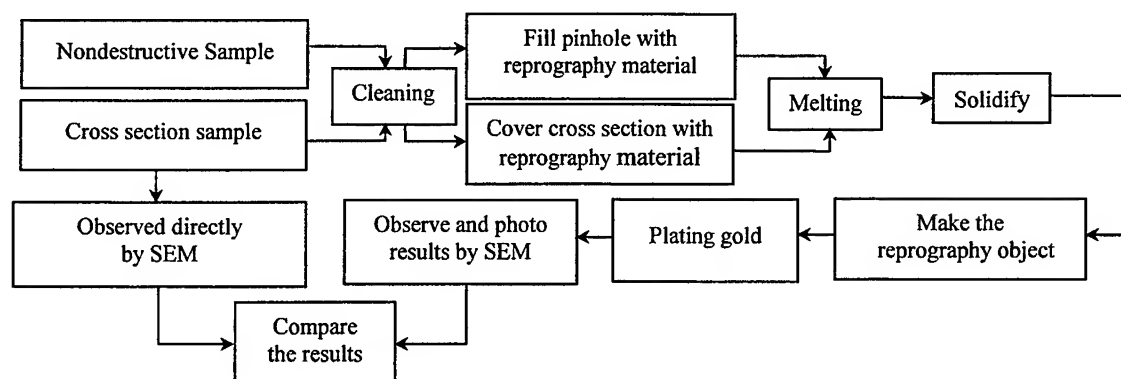 Nondestructive Sample
Cross section sample
Cleaning
Fill pinhole with
reprography material
Cover cross section with
reprography material
Melting
Solidify
Observed directly
by SEM
Observe and photo
results by SEM
Plating gold
Make the
reprography object
Compare
the results